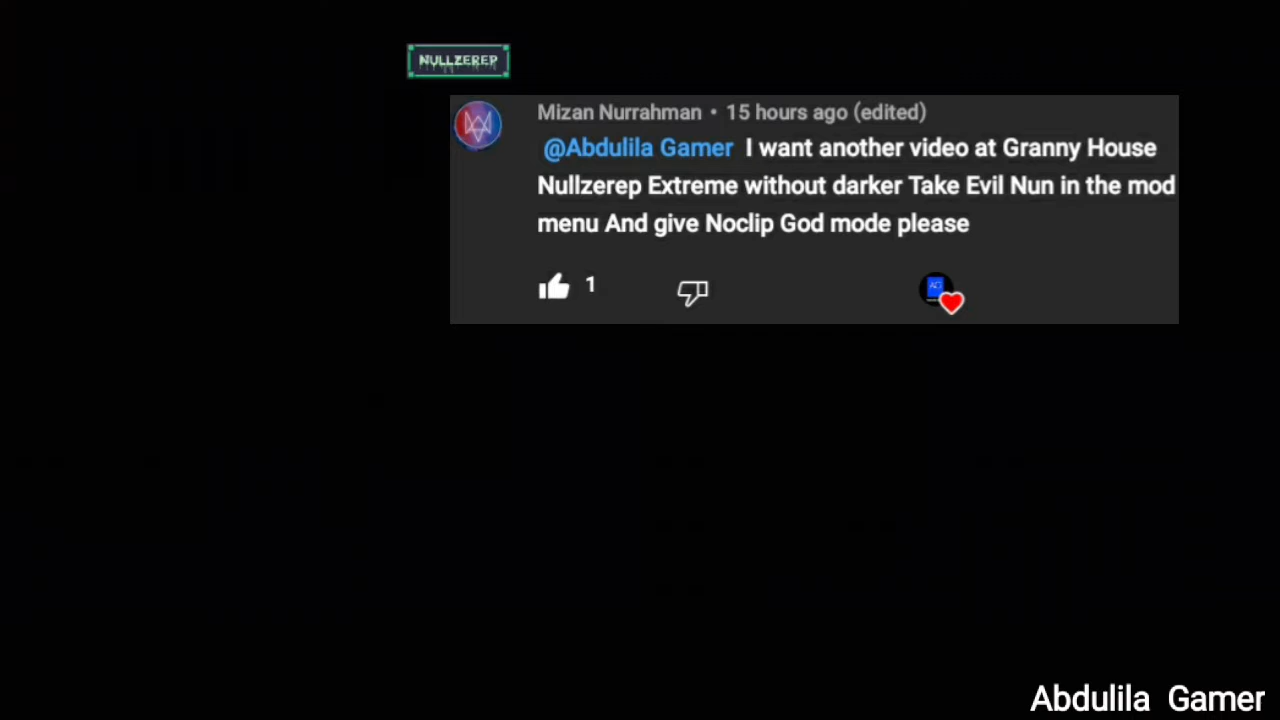 NULLZEREP
Mizan Nurrahman • 15 hours ago (edited)
@Abdulila Gamer I want another video at Granny House
Nullzerep Extreme without darker Take Evil Nun in the mod
menu And give Noclip God mode please
1
Abdulila Gamer